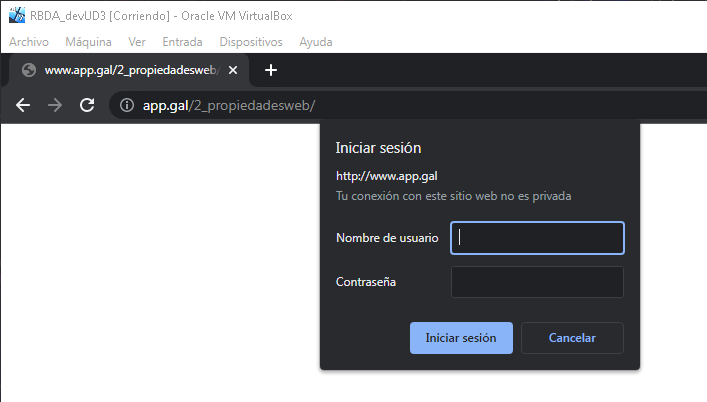 RBDA_devUD3 [Corriendo] - Oracle VM VirtualBox
Archivo Máquina Ver Entrada Dispositivos Ayuda
www.app.gal/2_propiedadesweb/
app.gal/2_propiedadesweb/
Iniciar sesión
http://www.app.gal
Tu conexión con este sitio web no es privada
Nombre de usuario
Contraseña
Iniciar sesión Cancelar